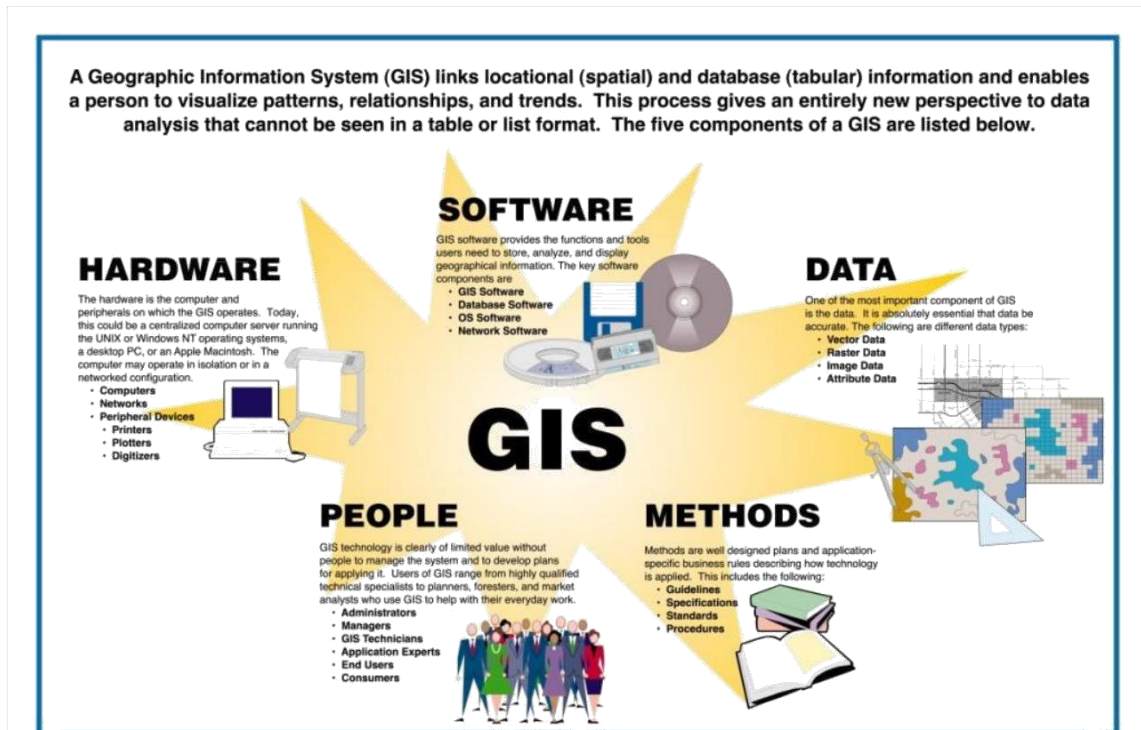 A Geographic Information System (GIS) links locational (spatial) and database (tabular) information and enables
a person to visualize patterns, relationships, and trends. This process gives an entirely new perspective to data
analysis that cannot be seen in a table or list format. The five components of a GIS are listed below.
SOFTWARE
GIS software provides the functions and tools
users need to store, analyze, and display
geographical information. The key software
components are
• GIS Software
• Database Software
• OS Software
• Network Software
HARDWARE
The hardware is the computer and
peripherals on which the GIS operates. Today,
this could be a centralized computer server running
the UNIX or Windows NT operating systems,
a desktop PC, or an Apple Macintosh. The
computer may operate in isolation or in a
networked configuration.
• Computers
• Networks
• Peripheral Devices
• Printers
• Plotters
• Digitizers
DATA
One of the most important component of GIS
is the data. It is absolutely essential that data be
accurate. The following are different data types:
• Vector Data
• Raster Data
• Image Data
• Attribute Data
GIS
PEOPLE
GIS technology is clearly of limited value without
people to manage the system and to develop plans
for applying it. Users of GIS range from highly qualified
technical specialists to planners, foresters, and market
analysts who use GIS to help with their everyday work.
• Administrators
• Managers
• GIS Technicians
• Application Experts
• End Users
• Consumers
METHODS
Methods are well designed plans and application-
specific business rules describing how technology
is applied. This includes the following:
• Guidelines
• Specifications
• Standards
• Procedures